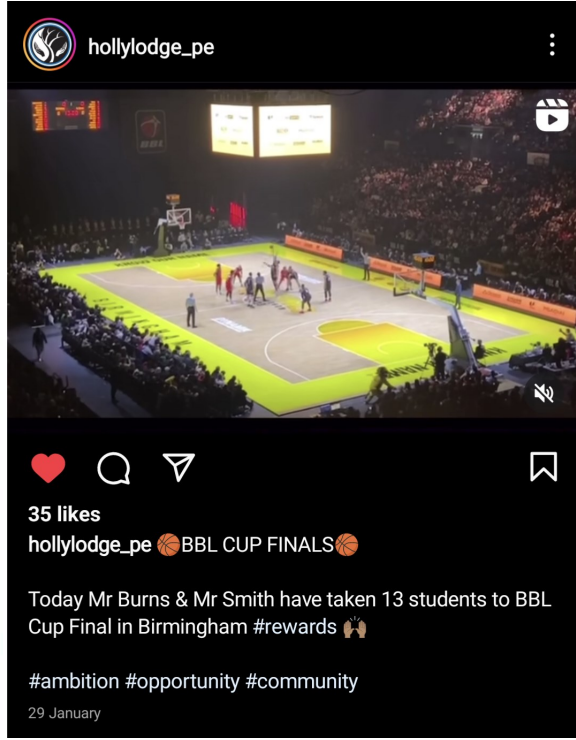 hollylodge_pe
BBL
35 likes
hollylodge_pe 🏀BBL CUP FINALS🏀
Today Mr Burns & Mr Smith have taken 13 students to BBL
Cup Final in Birmingham #rewards 🙌🏽
#ambition #opportunity #community
29 January